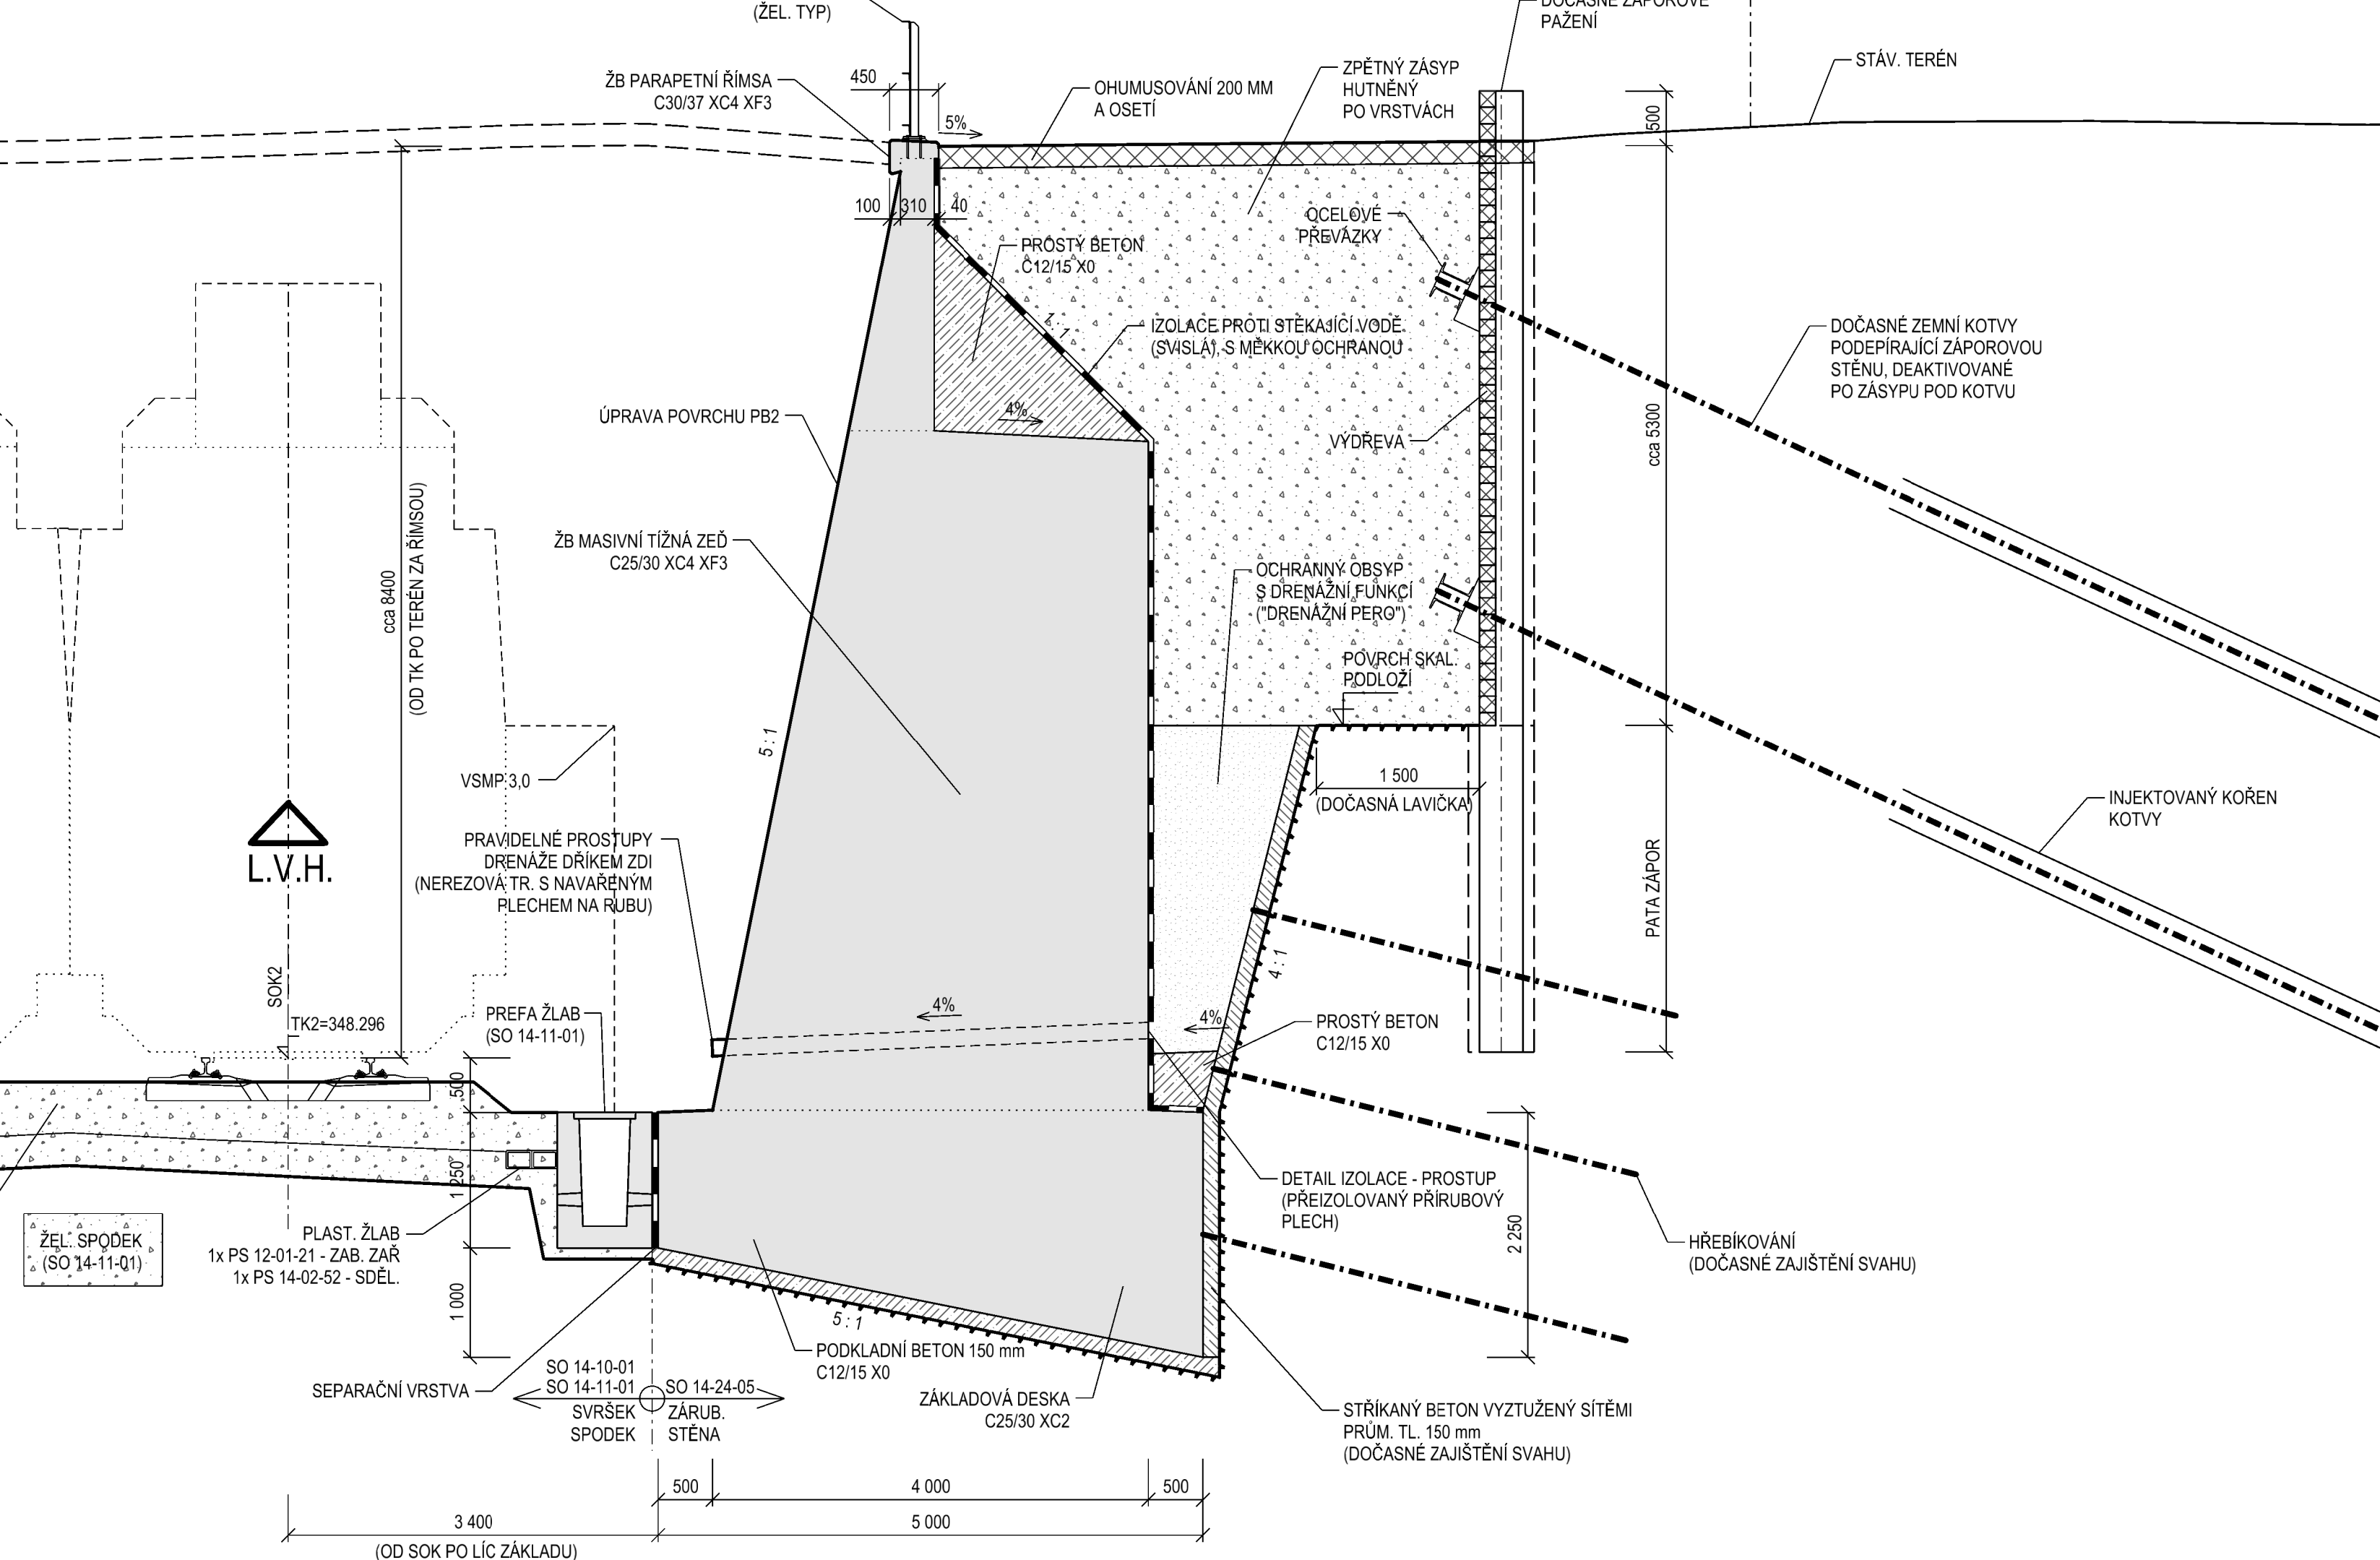 (ŽEL. TYP)
DOČASNÉ ZÁPOROVÉ
PAŽENÍ
STÁV. TERÉN
ŽB PARAPETNÍ ŘÍMSA
C30/37 XC4 XF3
450
5%
OHUMUSOVÁNÍ 200 MM
A OSETÍ
ZPĚTNÝ ZÁSYP
HUTNĚNÝ
PO VRSTVÁCH
500
100
310
40
OCELOVÉ
PŘEVÁZKY
PROSTÝ BETON
C12/15 X0
1 : 1
IZOLACE PROTI STÉKAJÍCÍ VODĚ
(SVISLÁ), S MĚKKOU OCHRANOU
DOČASNÉ ZEMNÍ KOTVY
PODEPÍRAJÍCÍ ZÁPOROVOU
STĚNU, DEAKTIVOVANÉ
PO ZÁSYPU POD KOTVU
ÚPRAVA POVRCHU PB2
4%
VÝDŘEVA
cca 5300
ŽB MASIVNÍ TÍŽNÁ ZEĎ
C25/30 XC4 XF3
cca 8400
(OD TK PO TERÉN ZA ŘÍMSOU)
OCHRANNÝ OBSYP
S DRENÁŽNÍ FUNKCÍ
("DRENÁŽNÍ PERO")
POVRCH SKAL.
PODLOŽÍ
5 : 1
VSMP 3,0
1 500
(DOČASNÁ LAVIČKA)
INJEKTOVANÝ KOŘEN
KOTVY
L.V.H.
PRAVIDELNÉ PROSTUPY
DRENÁŽE DŘÍKEM ZDI
(NEREZOVÁ TR. S NAVAŘENÝM
PLECHEM NA RUBU)
PATA ZÁPOR
4 : 1
SOK2
TK2=348.296
PREFA ŽLAB
(SO 14-11-01)
4%
4%
PROSTÝ BETON
C12/15 X0
500
1 250
1 000
DETAIL IZOLACE - PROSTUP
(PŘEIZOLOVANÝ PŘÍRUBOVÝ
PLECH)
2 250
HŘEBÍKOVÁNÍ
(DOČASNÉ ZAJIŠTĚNÍ SVAHU)
ŽEL. SPODEK
(SO 14-11-01)
PLAST. ŽLAB
1x PS 12-01-21 - ZAB. ZAŘ
1x PS 14-02-52 - SDĚL.
5 : 1
PODKLADNÍ BETON 150 mm
C12/15 X0
SEPARAČNÍ VRSTVA
SO 14-10-01
SO 14-11-01
SO 14-24-05
SVRŠEK
SPODEK
ZÁRUB.
STĚNA
ZÁKLADOVÁ DESKA
C25/30 XC2
STŘÍKANÝ BETON VYZTUŽENÝ SÍTĚMI
PRŮM. TL. 150 mm
(DOČASNÉ ZAJIŠTĚNÍ SVAHU)
500
4 000
500
3 400
5 000
(OD SOK PO LÍC ZÁKLADU)